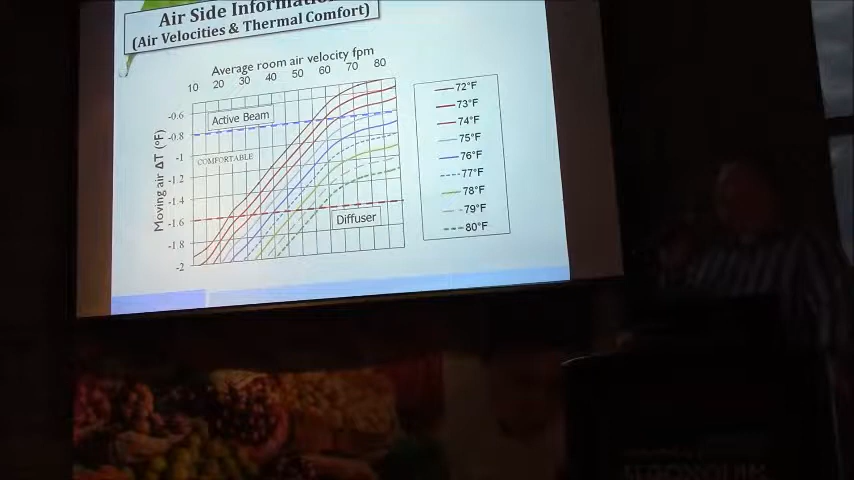 Air Side Information
(Air Velocities & Thermal Comfort)
Average room air velocity fpm
10 20 30 40 50 60 70 80
Moving air ΔT (°F)
-0.6
-0.8
-1
-1.2
-1.4
-1.6
-1.8
-2
Active Beam
COMFORTABLE
Diffuser
72°F
73°F
74°F
75°F
76°F
77°F
78°F
79°F
80°F